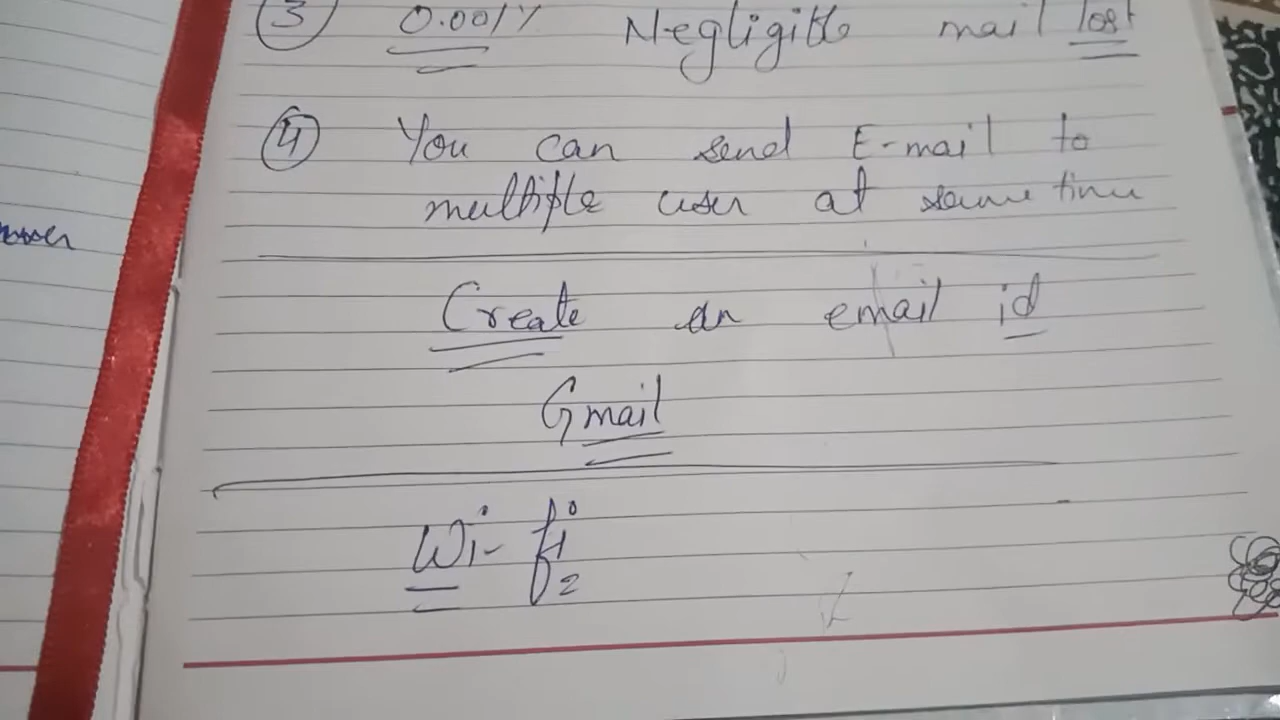 3 0.001% Negligible mail lost
4 You can send E-mail to
multiple user at same time
Create an email id
Gmail
Wi-fi
2